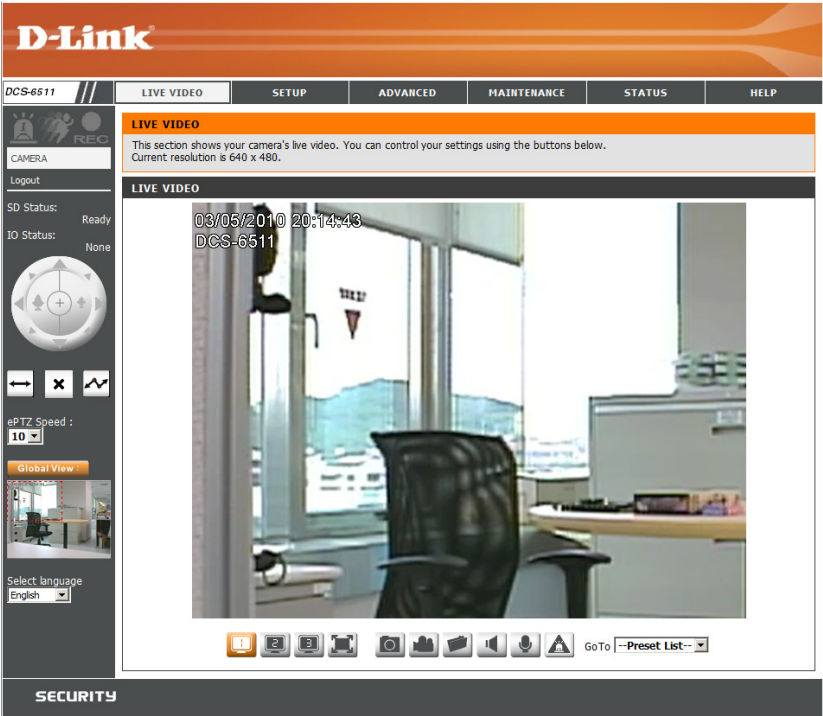 D-Link
DCS-6511
LIVE VIDEO
SETUP
ADVANCED
MAINTENANCE
STATUS
HELP
REC
CAMERA
Logout
SD Status:
Ready
IO Status:
None
ePTZ Speed :
10
Global View :
Select language
English
LIVE VIDEO
This section shows your camera's live video. You can control your settings using the buttons below.
Current resolution is 640 x 480.
LIVE VIDEO
03/05/2010 20:14:43
DCS-6511
1
2
3
GoTo --Preset List--
SECURITY